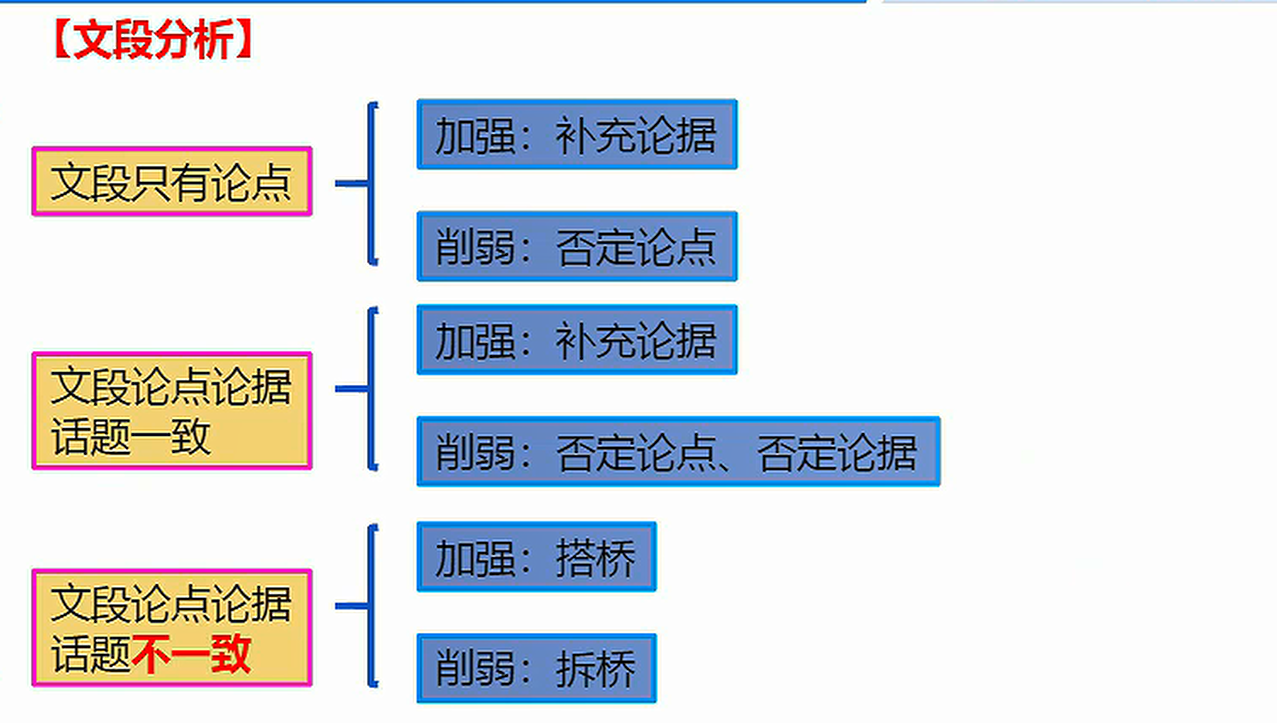 【文段分析】
文段只有论点
加强：补充论据
削弱：否定论点
文段论点论据
话题一致
加强：补充论据
削弱：否定论点、否定论据
文段论点论据
话题不一致
加强：搭桥
削弱：拆桥